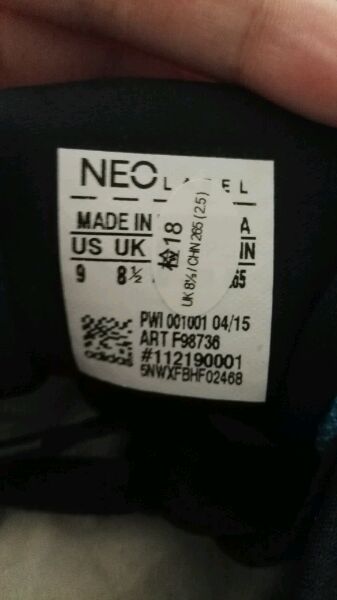 NEO LABEL
MADE IN A
US UK IN
9 8½ 65
检18
UK 8½ / CHN 265 (2.5)
PWI 001001 04/15
ART F98736
#112190001
adidas
5NWXFBHF02468